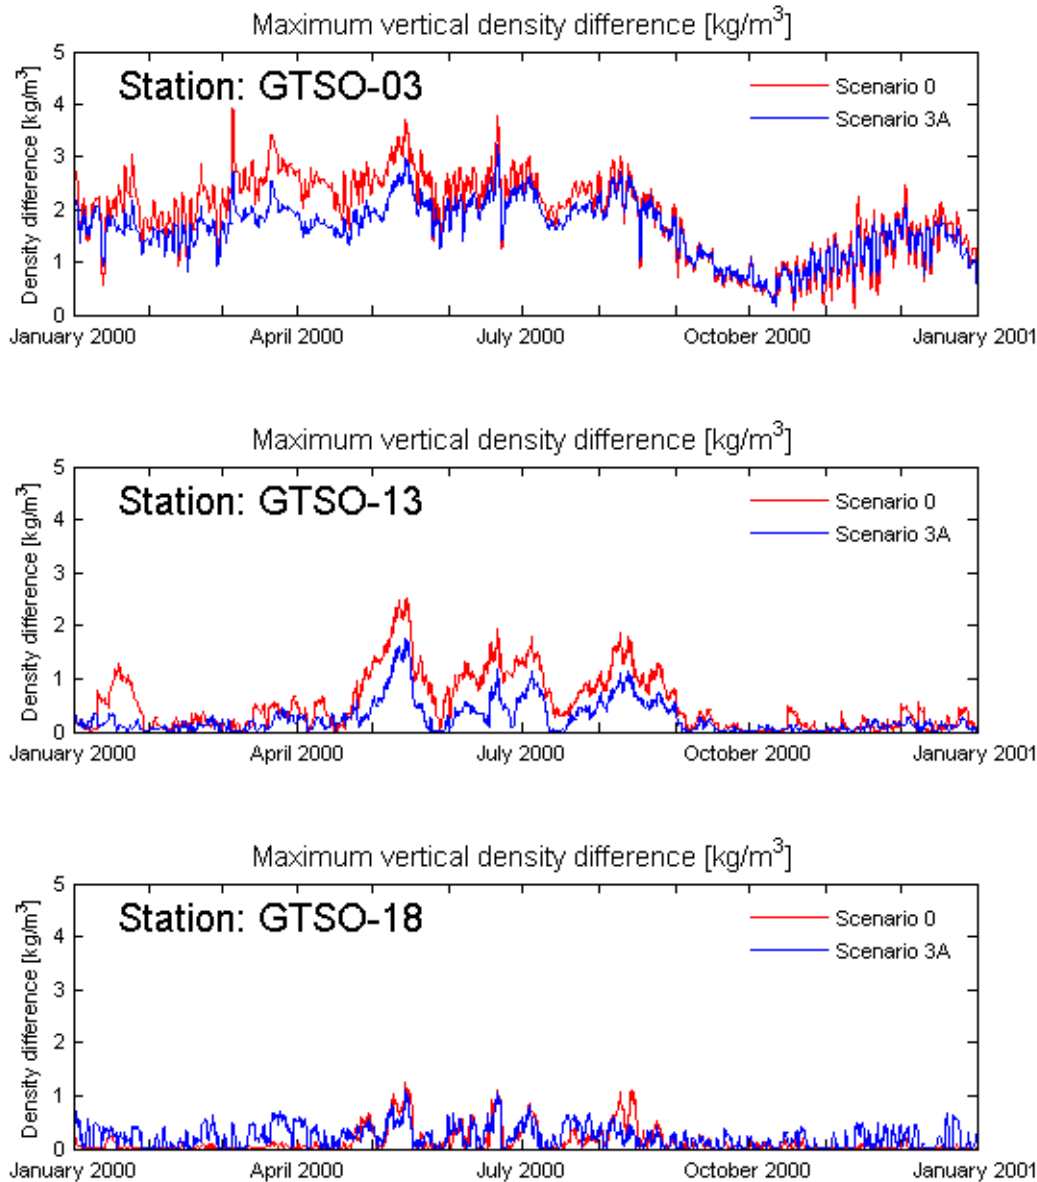 Maximum vertical density difference [kg/m³]
Station: GTSO-03
Scenario 0
Scenario 3A
Density difference [kg/m³]
5
4
3
2
1
0
January 2000 April 2000 July 2000 October 2000 January 2001
Maximum vertical density difference [kg/m³]
Station: GTSO-13
Scenario 0
Scenario 3A
Density difference [kg/m³]
5
4
3
2
1
0
January 2000 April 2000 July 2000 October 2000 January 2001
Maximum vertical density difference [kg/m³]
Station: GTSO-18
Scenario 0
Scenario 3A
Density difference [kg/m³]
5
4
3
2
1
0
January 2000 April 2000 July 2000 October 2000 January 2001